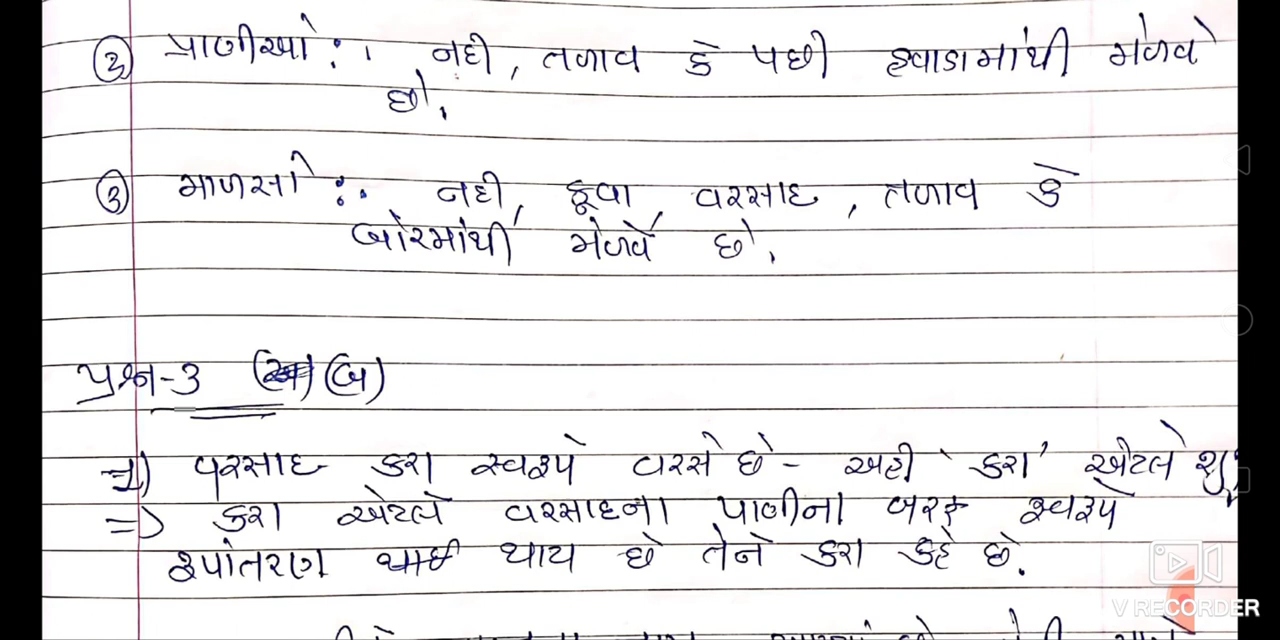 ② પ્રાણીઓ :. નદી, તળાવ કે પછી હવાડામાંથી મેળવે
છે.
③ માણસો :. નદી, કૂવા, વરસાદ, તળાવ કે
બોરમાંથી મેળવે છે.
પ્રશ્ન-૩ (બ)
1) વરસાદ કરા સ્વરૂપે વરસે છે - અહી 'કરા' એટલે શું
=> કરા એટલે વરસાદના પાણીના બરફ સ્વરૂપે
રૂપાંતરણ થાય છે તેને કરા કહે છે.
V RECORDER